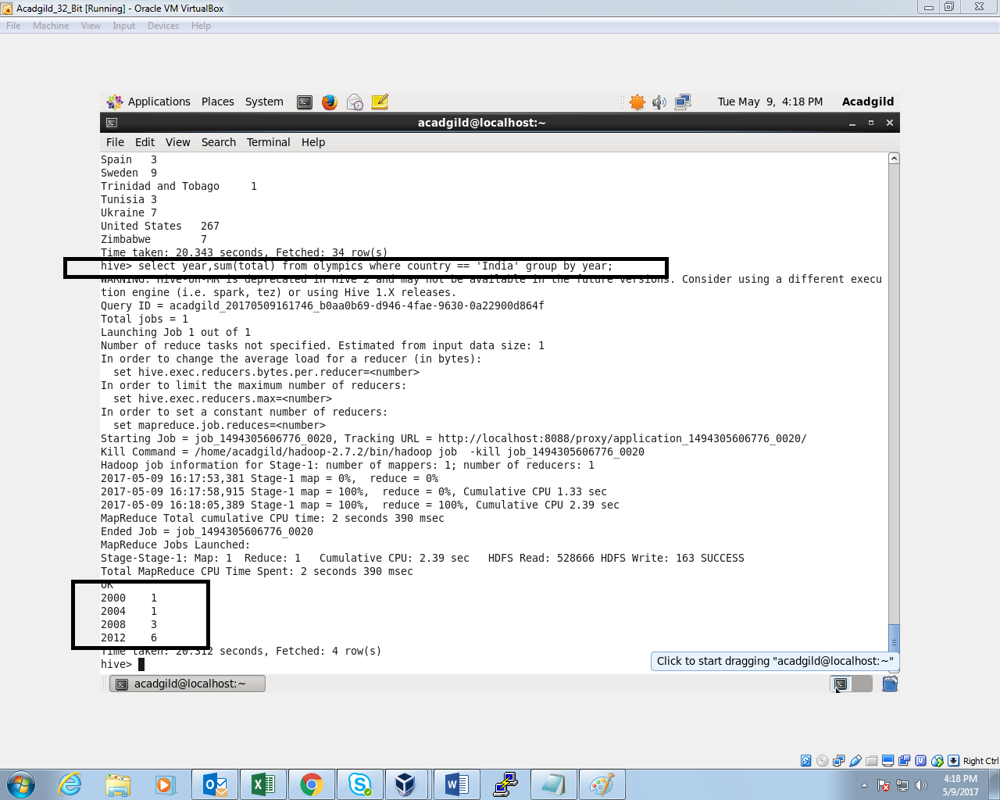 Acadgild_32_Bit [Running] - Oracle VM VirtualBox
File Machine View Input Devices Help
Applications Places System Tue May 9, 4:18 PM Acadgild
acadgild@localhost:~
File Edit View Search Terminal Help
Spain 3
Sweden 9
Trinidad and Tobago 1
Tunisia 3
Ukraine 7
United States 267
Zimbabwe 7
Time taken: 20.343 seconds, Fetched: 34 row(s)
hive> select year,sum(total) from olympics where country == 'India' group by year;
WARNING: Hive-on-MR is deprecated in Hive 2 and may not be available in the future versions. Consider using a different execu
tion engine (i.e. spark, tez) or using Hive 1.X releases.
Query ID = acadgild_20170509161746_b0aa0b69-d946-4fae-9630-0a22900d864f
Total jobs = 1
Launching Job 1 out of 1
Number of reduce tasks not specified. Estimated from input data size: 1
In order to change the average load for a reducer (in bytes):
set hive.exec.reducers.bytes.per.reducer=<number>
In order to limit the maximum number of reducers:
set hive.exec.reducers.max=<number>
In order to set a constant number of reducers:
set mapreduce.job.reduces=<number>
Starting Job = job_1494305606776_0020, Tracking URL = http://localhost:8088/proxy/application_1494305606776_0020/
Kill Command = /home/acadgild/hadoop-2.7.2/bin/hadoop job -kill job_1494305606776_0020
Hadoop job information for Stage-1: number of mappers: 1; number of reducers: 1
2017-05-09 16:17:53,381 Stage-1 map = 0%, reduce = 0%
2017-05-09 16:17:58,915 Stage-1 map = 100%, reduce = 0%, Cumulative CPU 1.33 sec
2017-05-09 16:18:05,389 Stage-1 map = 100%, reduce = 100%, Cumulative CPU 2.39 sec
MapReduce Total cumulative CPU time: 2 seconds 390 msec
Ended Job = job_1494305606776_0020
MapReduce Jobs Launched:
Stage-Stage-1: Map: 1 Reduce: 1 Cumulative CPU: 2.39 sec HDFS Read: 528666 HDFS Write: 163 SUCCESS
Total MapReduce CPU Time Spent: 2 seconds 390 msec
OK
2000 1
2004 1
2008 3
2012 6
Time taken: 20.312 seconds, Fetched: 4 row(s)
hive>
Click to start dragging "acadgild@localhost:~"
acadgild@localhost:~
Right Ctrl
4:18 PM
5/9/2017